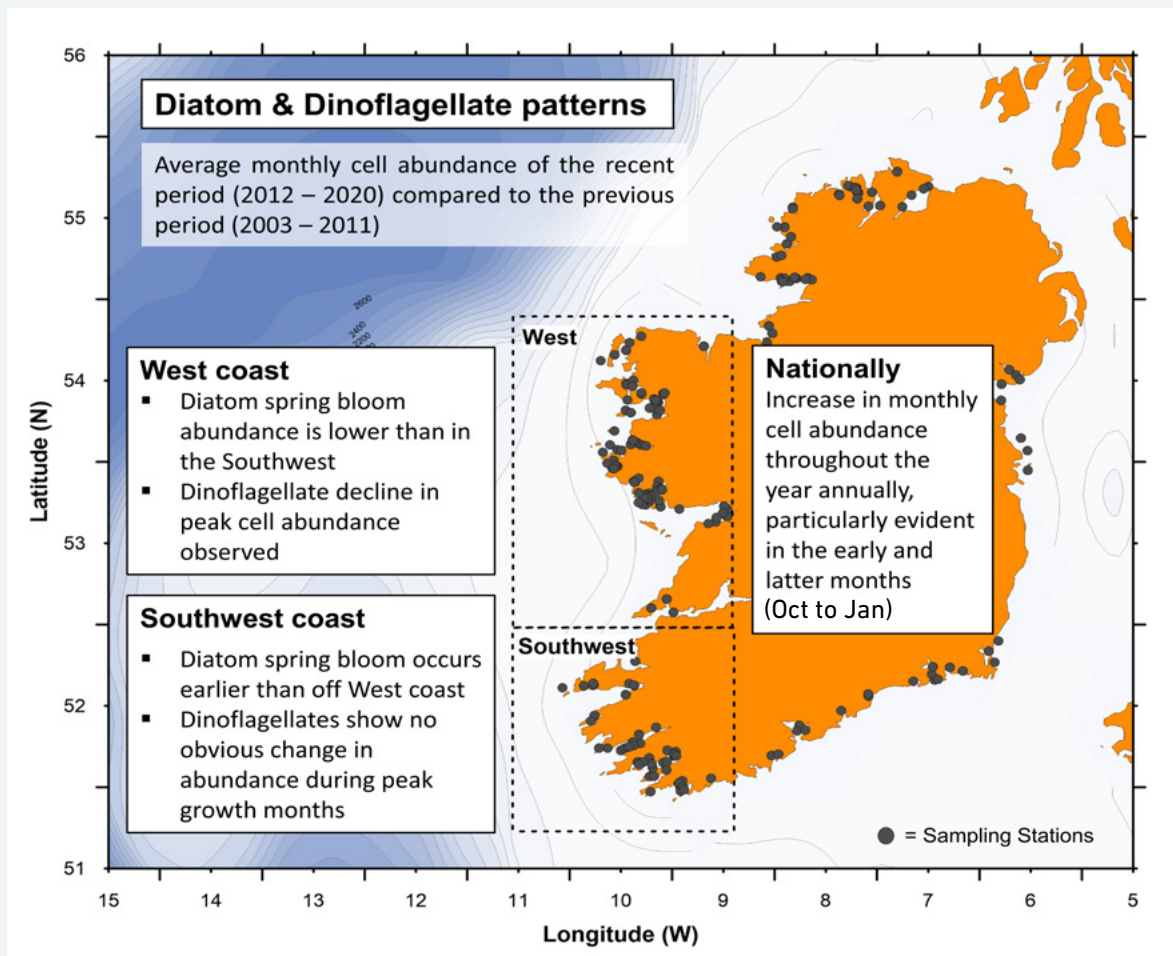 Diatom & Dinoflagellate patterns
Average monthly cell abundance of the recent
period (2012 – 2020) compared to the previous
period (2003 – 2011)
2600
2400
2200
West
West coast
▪ Diatom spring bloom
abundance is lower than in
the Southwest
▪ Dinoflagellate decline in
peak cell abundance
observed
Nationally
Increase in monthly
cell abundance
throughout the
year annually,
particularly evident
in the early and
latter months
(Oct to Jan)
Southwest coast
▪ Diatom spring bloom occurs
earlier than off West coast
▪ Dinoflagellates show no
obvious change in
abundance during peak
growth months
Southwest
= Sampling Stations
56
55
54
53
52
51
Latitude (N)
15 14 13 12 11 10 9 8 7 6 5
Longitude (W)